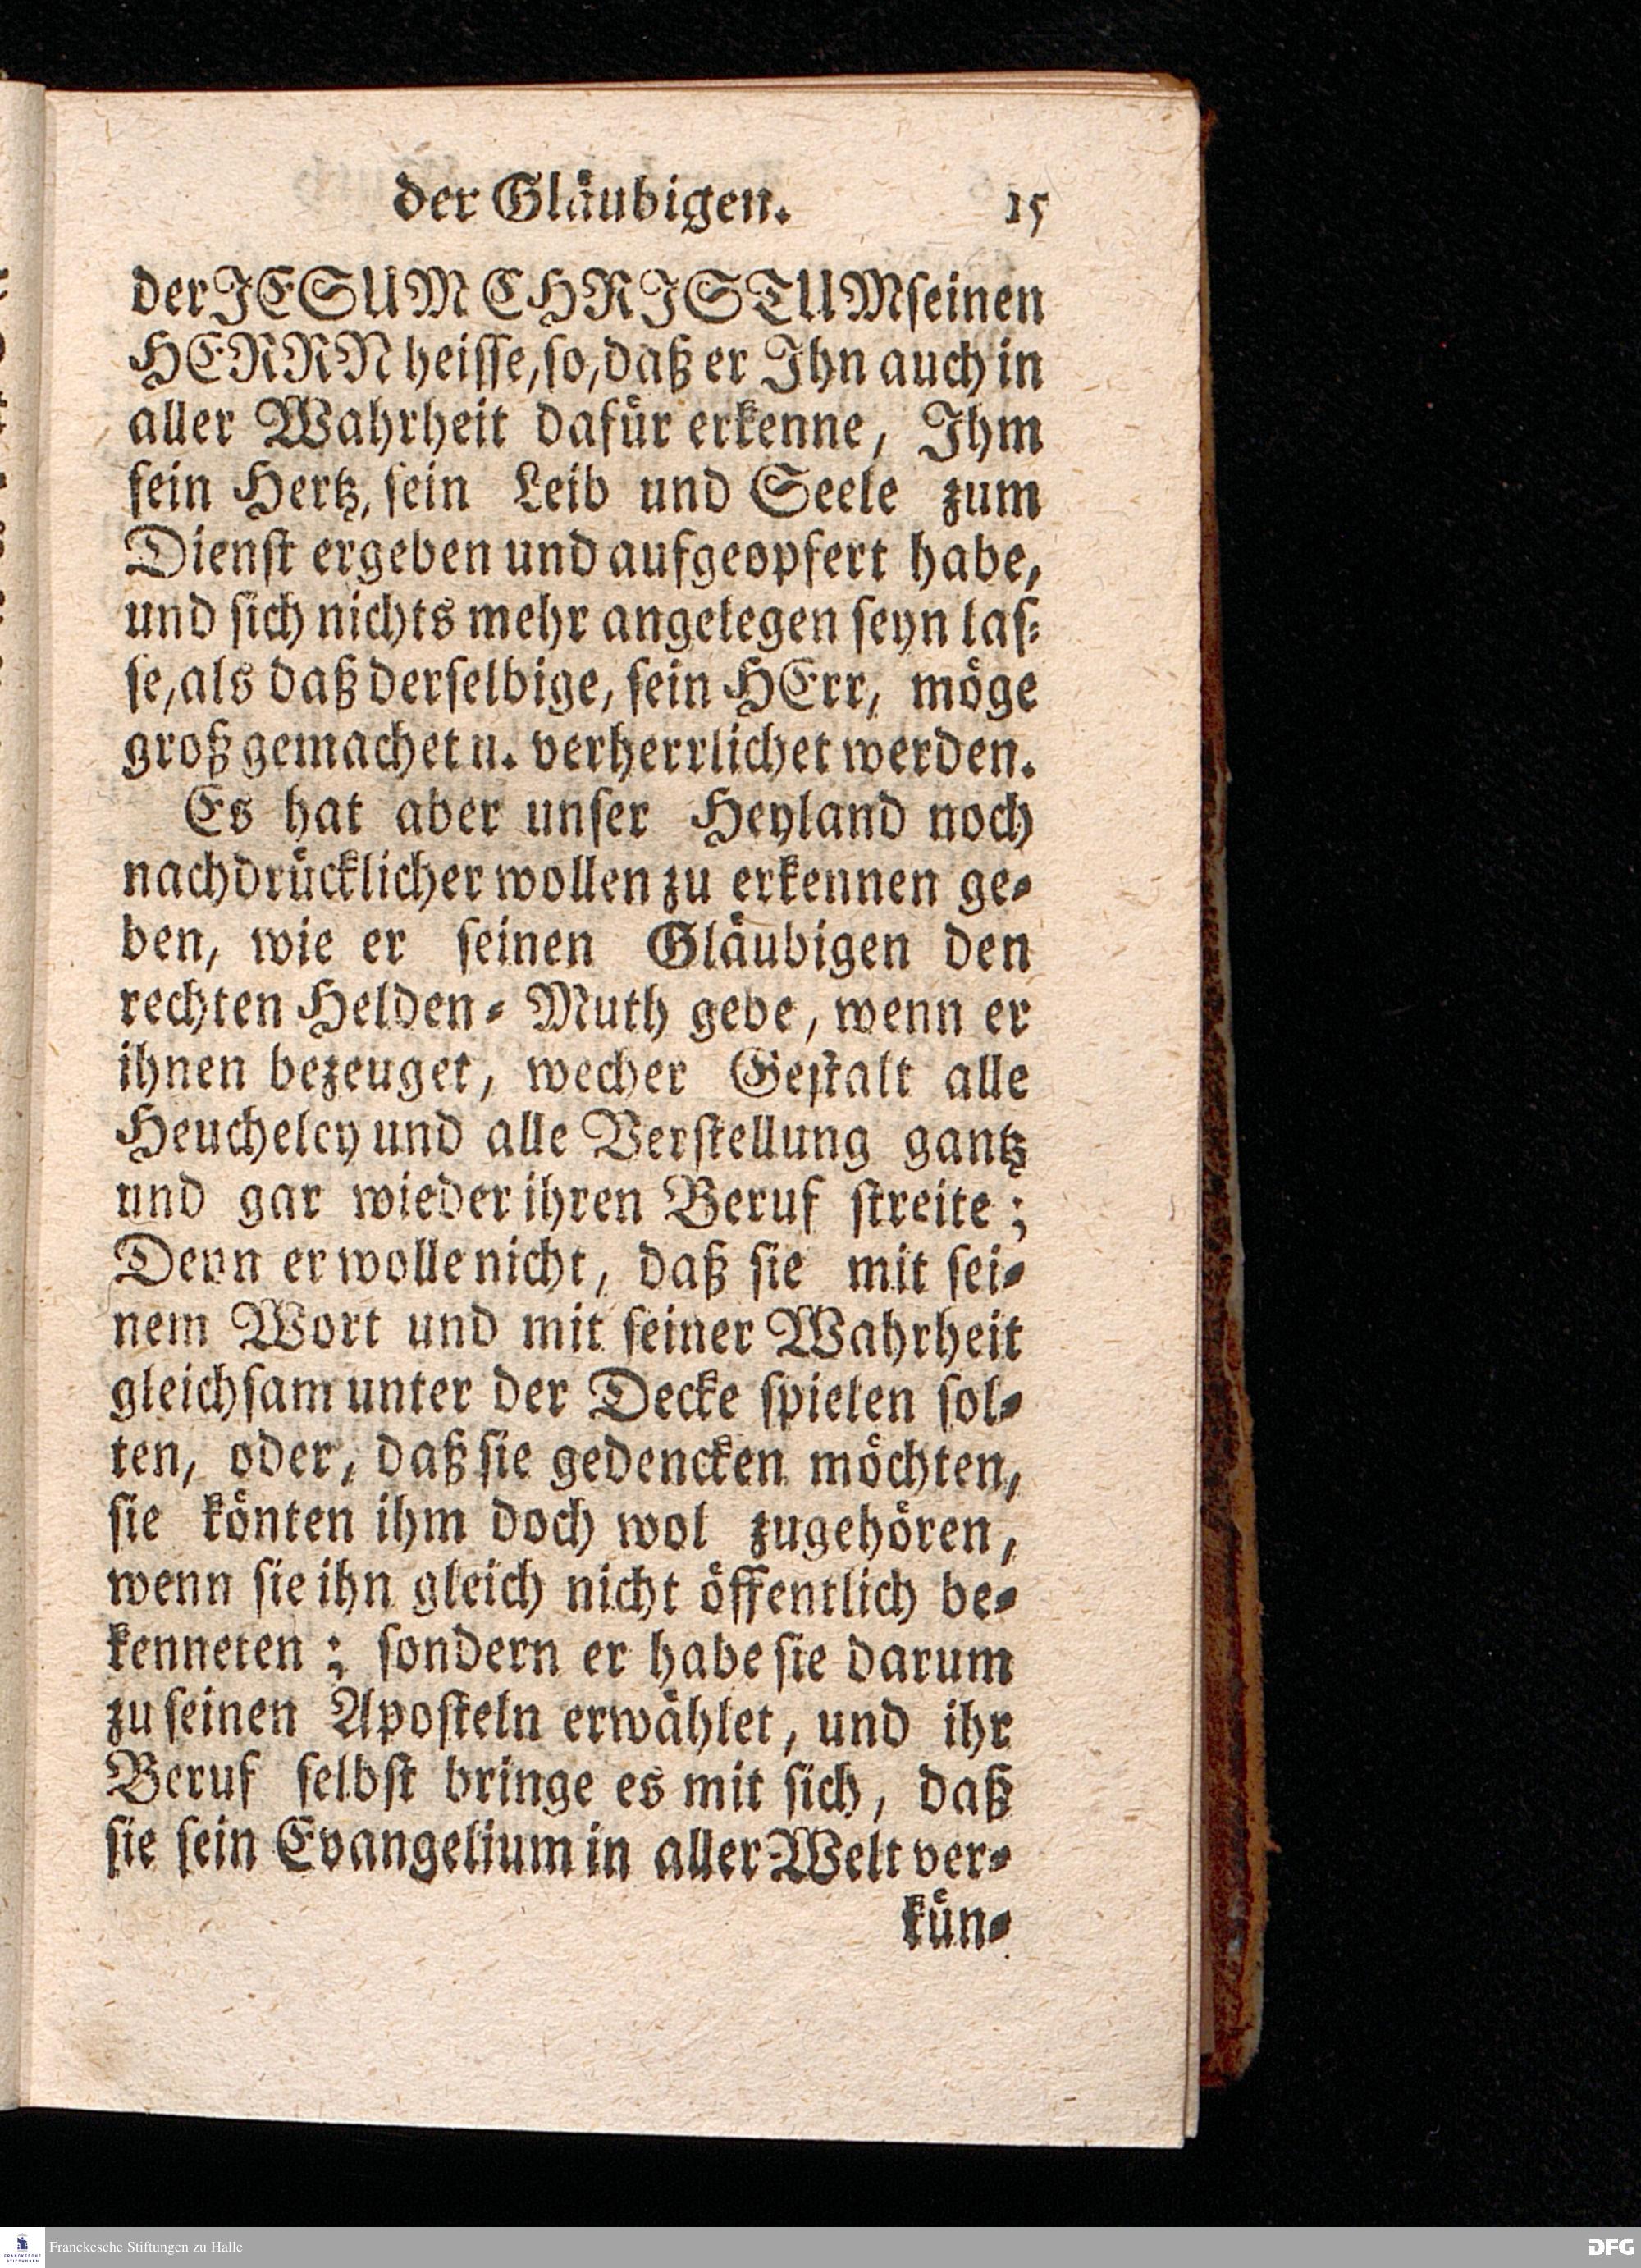 der Gläubigen. 15
der JESUM CHRISTUM seinen
HERRN heisse, so, daß er Ihn auch in
aller Wahrheit dafür erkenne, Ihm
sein Hertz, sein Leib und Seele zum
Dienst ergeben und aufgeopfert habe,
und sich nichts mehr angelegen seyn las-
se, als daß derselbige, sein HErr, möge
groß gemachet u. verherrlichet werden.
Es hat aber unser Heyland noch
nachdrücklicher wollen zu erkennen ge-
ben, wie er seinen Gläubigen den
rechten Helden-Muth gebe, wenn er
ihnen bezeuget, wecher Gestalt alle
Heucheley und alle Verstellung gantz
und gar wieder ihren Beruf streite;
Denn er wolle nicht, daß sie mit sei-
nem Wort und mit seiner Wahrheit
gleichsam unter der Decke spielen sol-
ten, oder, daß sie gedencken möchten,
sie könten ihm doch wol zugehören,
wenn sie ihn gleich nicht öffentlich be-
kenneten; sondern er habe sie darum
zu seinen Aposteln erwählet, und ihr
Beruf selbst bringe es mit sich, daß
sie sein Evangelium in aller Welt ver-
kün-
FRANCKESCHE STIFTUNGEN
Franckesche Stiftungen zu Halle
DFG